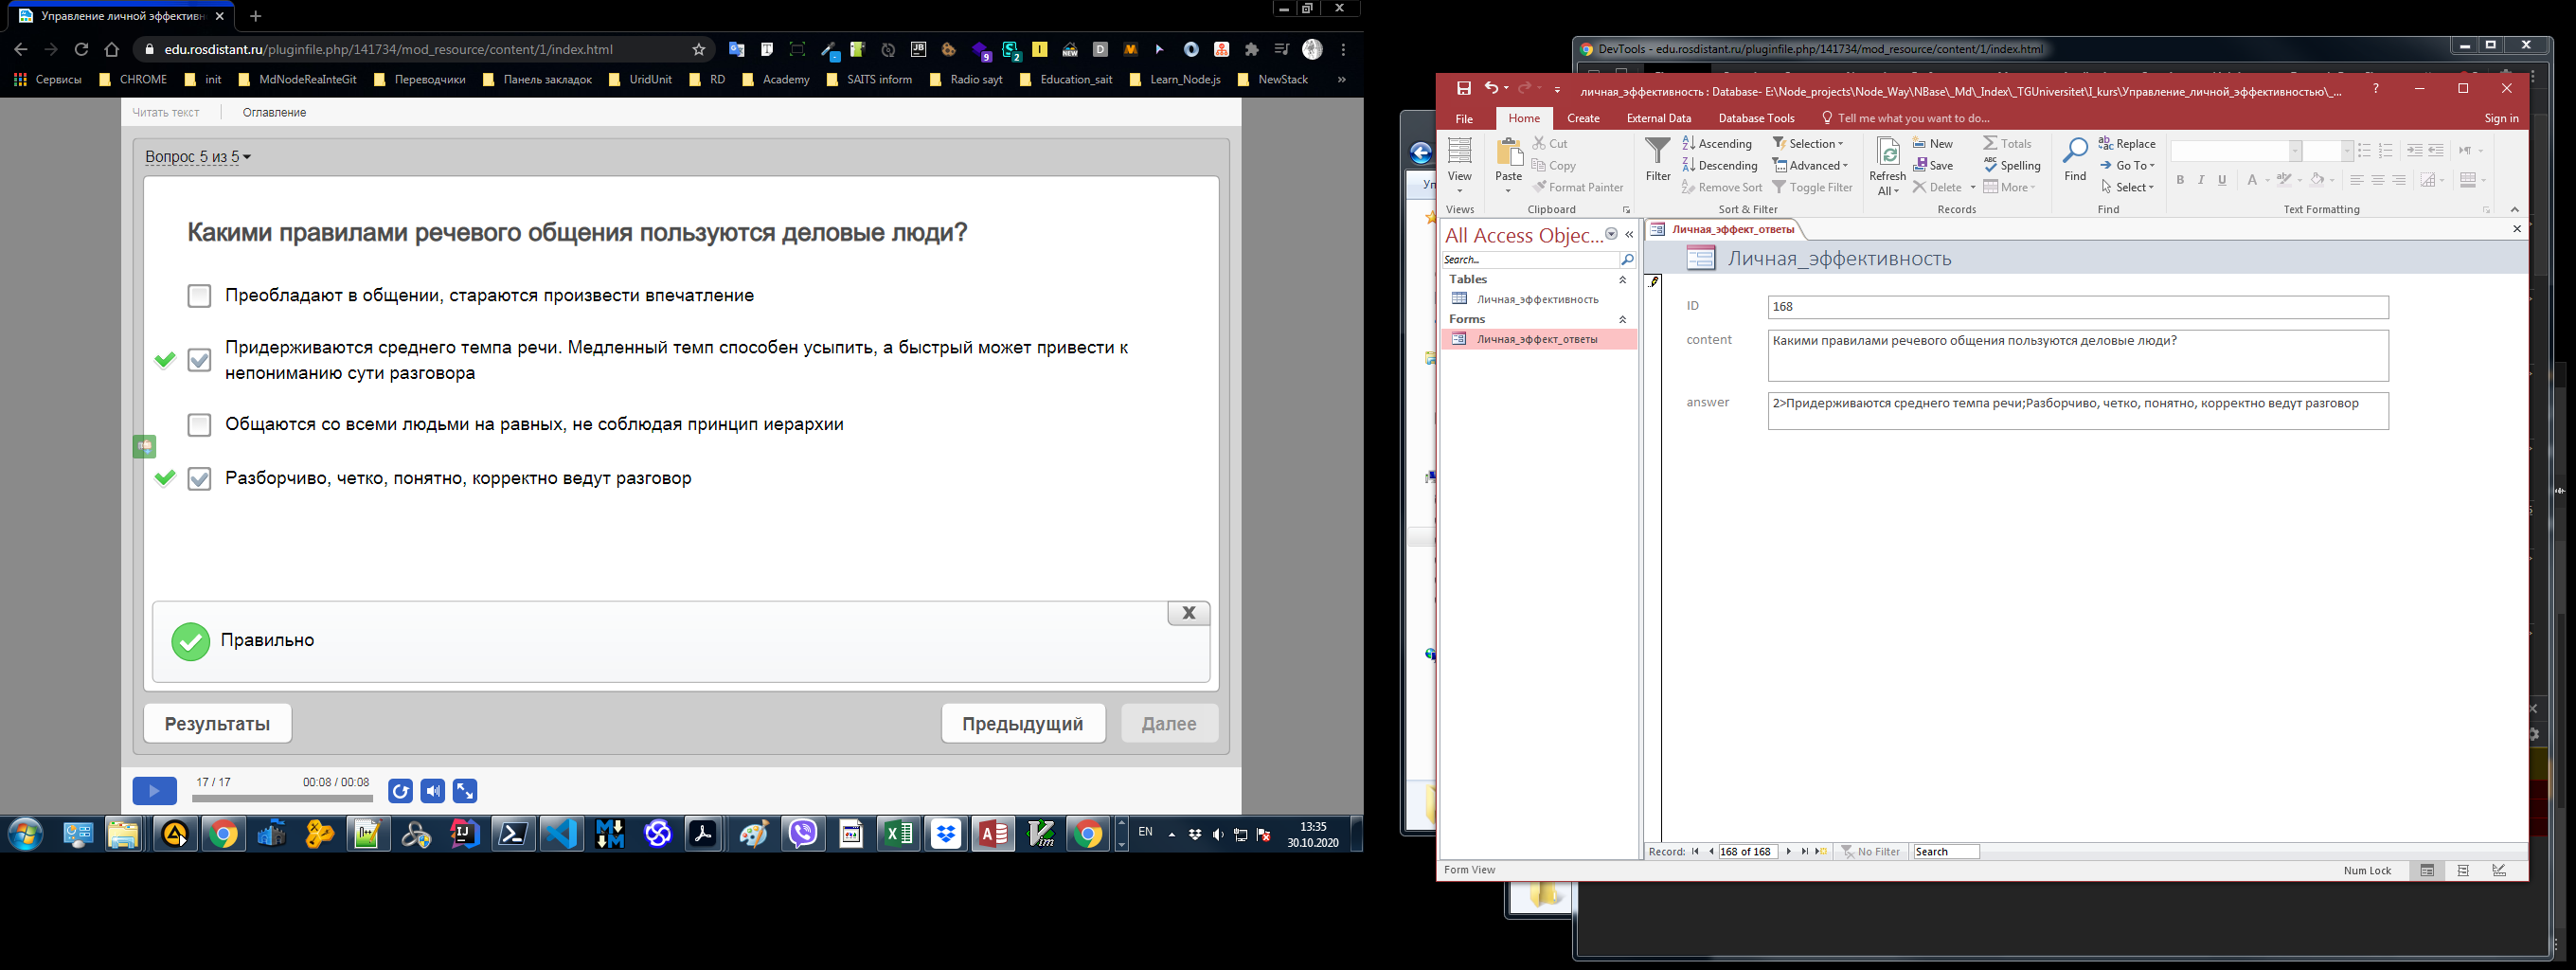 Управление личной эффективн
edu.rosdistant.ru/pluginfile.php/141734/mod_resource/content/1/index.html
Сервисы CHROME init MdNodeReaInteGit Переводчики Панель закладок UridUnit RD Academy SAITS inform Radio sayt Education_sait Learn_Node.js NewStack »
Читать текст Оглавление
Вопрос 5 из 5
Какими правилами речевого общения пользуются деловые люди?
Преобладают в общении, стараются произвести впечатление
Придерживаются среднего темпа речи. Медленный темп способен усыпить, а быстрый может привести к
непониманию сути разговора
Общаются со всеми людьми на равных, не соблюдая принцип иерархии
Разборчиво, четко, понятно, корректно ведут разговор
X
Правильно
Результаты Предыдущий Далее
17 / 17 00:08 / 00:08
EN 13:35
30.10.2020
DevTools - edu.rosdistant.ru/pluginfile.php/141734/mod_resource/content/1/index.html
личная_эффективность : Database- E:\Node_projects\Node_Way\NBase\_Md\_Index\_TGUniversitet\I_kurs\Управление_личной_эффективностью\_...
File Home Create External Data Database Tools Tell me what you want to do... Sign in
View Paste Cut Copy Format Painter
Filter Ascending Descending Remove Sort Selection Advanced Toggle Filter
Refresh All New Save Delete Totals Spelling More
Find Replace Go To Select
Views Clipboard Sort & Filter Records Find Text Formatting
All Access Objec... «
Search...
Tables
Личная_эффективность
Forms
Личная_эффект_ответы
Личная_эффект_ответы
Личная_эффективность
ID 168
content Какими правилами речевого общения пользуются деловые люди?
answer 2>Придерживаются среднего темпа речи;Разборчиво, четко, понятно, корректно ведут разговор
Record: 168 of 168 No Filter Search
Form View Num Lock